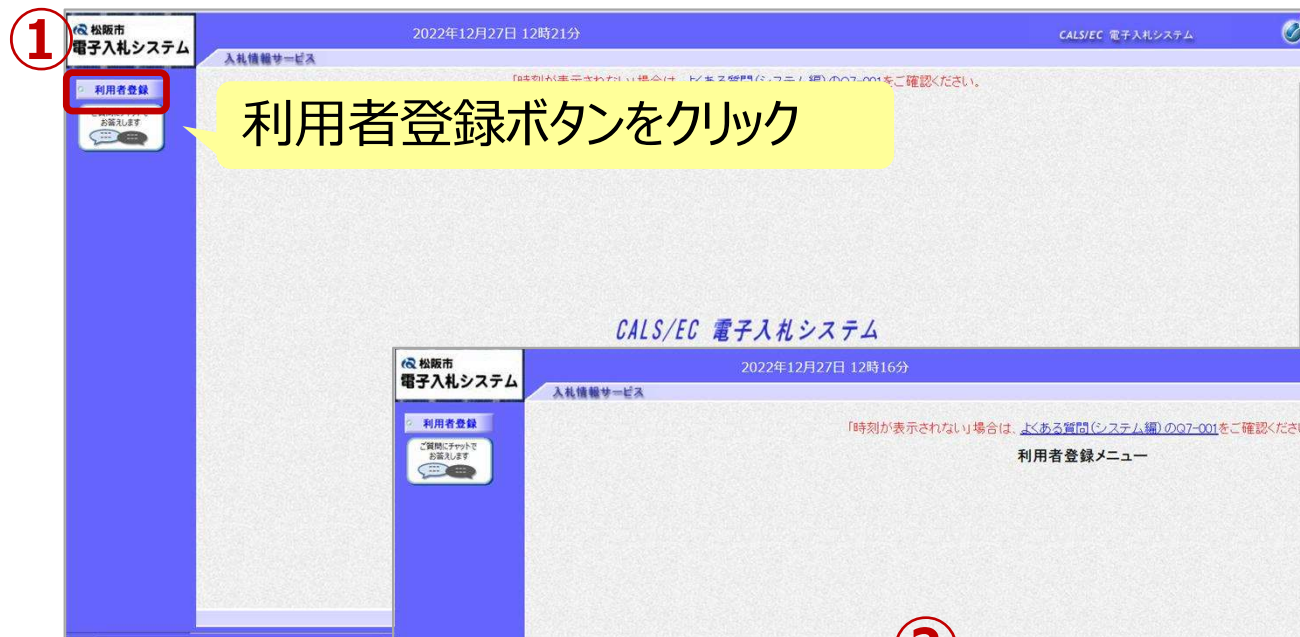 ①
松阪市
電子入札システム
2022年12月27日 12時21分
CALS/EC 電子入札システム
入札情報サービス
利用者登録
をご確認ください。
お答えします
利用者登録ボタンをクリック
CALS/EC 電子入札システム
松阪市
電子入札システム
2022年12月27日 12時16分
入札情報サービス
利用者登録
「時刻が表示されない」場合は、よくある質問(システム編)のQ7-001をご確認くださ
ご質問にチャットで
お答えします
利用者登録メニュー